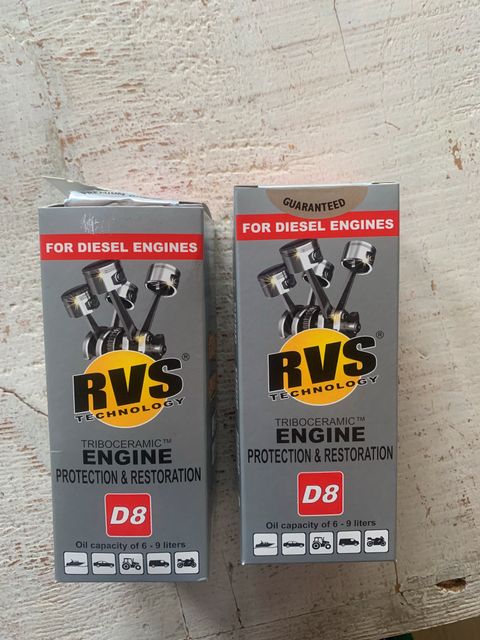 FOR DIESEL ENGINES
RVS®
TECHNOLOGY
TRIBOCERAMIC™
ENGINE
PROTECTION & RESTORATION
D8
Oil capacity of 6 - 9 liters
GUARANTEED
FOR DIESEL ENGINES
RVS®
TECHNOLOGY
TRIBOCERAMIC™
ENGINE
PROTECTION & RESTORATION
D8
Oil capacity of 6 - 9 liters